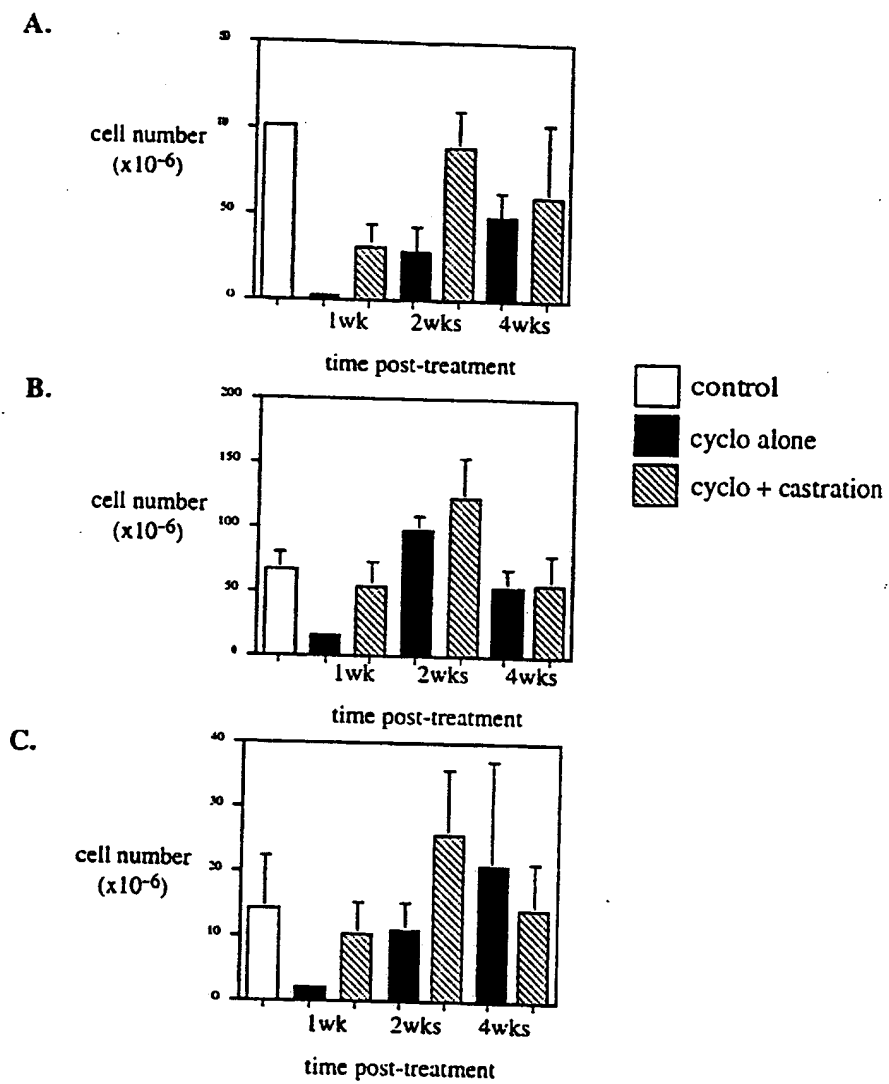 A.
cell number
(x10⁻⁶)
50
0
1wk 2wks 4wks
time post-treatment
B.
200
150
100
50
0
cell number
(x10⁻⁶)
1wk 2wks 4wks
time post-treatment
control
cyclo alone
cyclo + castration
C.
40
30
20
10
0
cell number
(x10⁻⁶)
1wk 2wks 4wks
time post-treatment